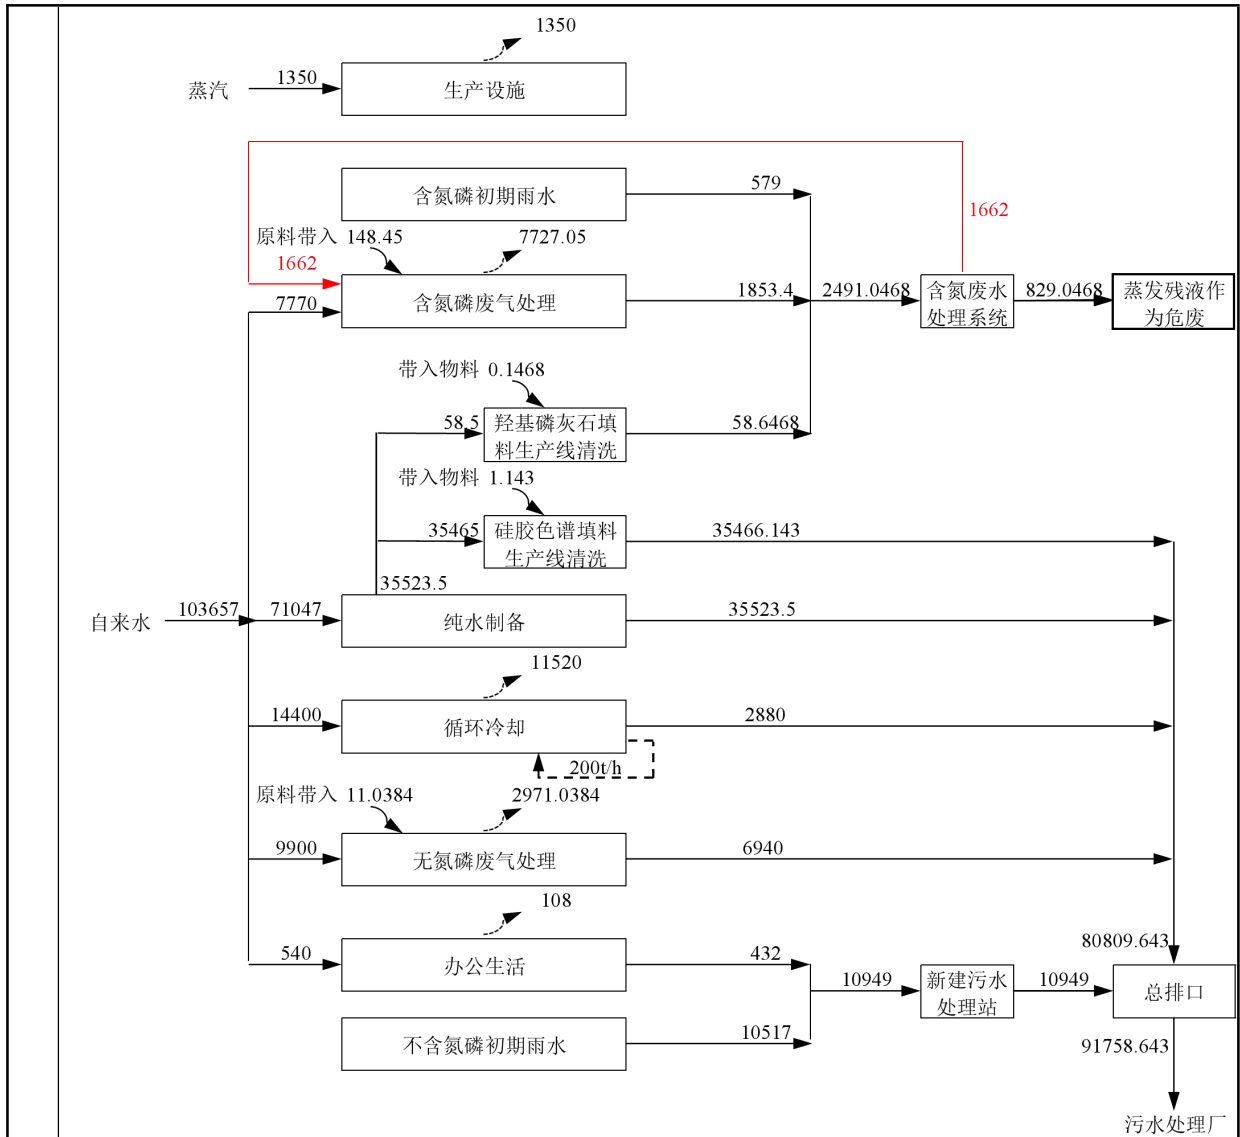 1350
蒸汽
1350
生产设施
含氮磷初期雨水
579
1662
原料带入 148.45
7727.05
1662
7770
含氮磷废气处理
1853.4
2491.0468
含氮废水
处理系统
829.0468
蒸发残液作
为危废
带入物料 0.1468
58.5
羟基磷灰石填
料生产线清洗
58.6468
带入物料 1.143
35465
硅胶色谱填料
生产线清洗
35466.143
35523.5
自来水
103657
71047
纯水制备
35523.5
11520
14400
循环冷却
2880
200t/h
原料带入 11.0384
2971.0384
9900
无氮磷废气处理
6940
108
540
办公生活
432
80809.643
10949
新建污水
处理站
10949
总排口
不含氮磷初期雨水
10517
91758.643
污水处理厂